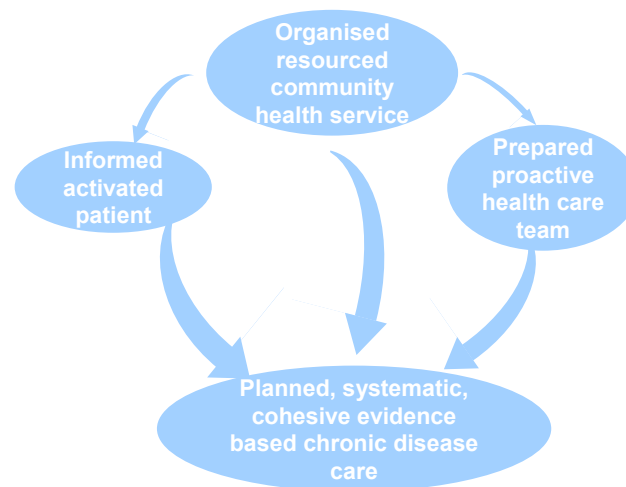 Organised
resourced
community
health service
Informed
activated
patient
Prepared
proactive
health care
team
Planned, systematic,
cohesive evidence
based chronic disease
care